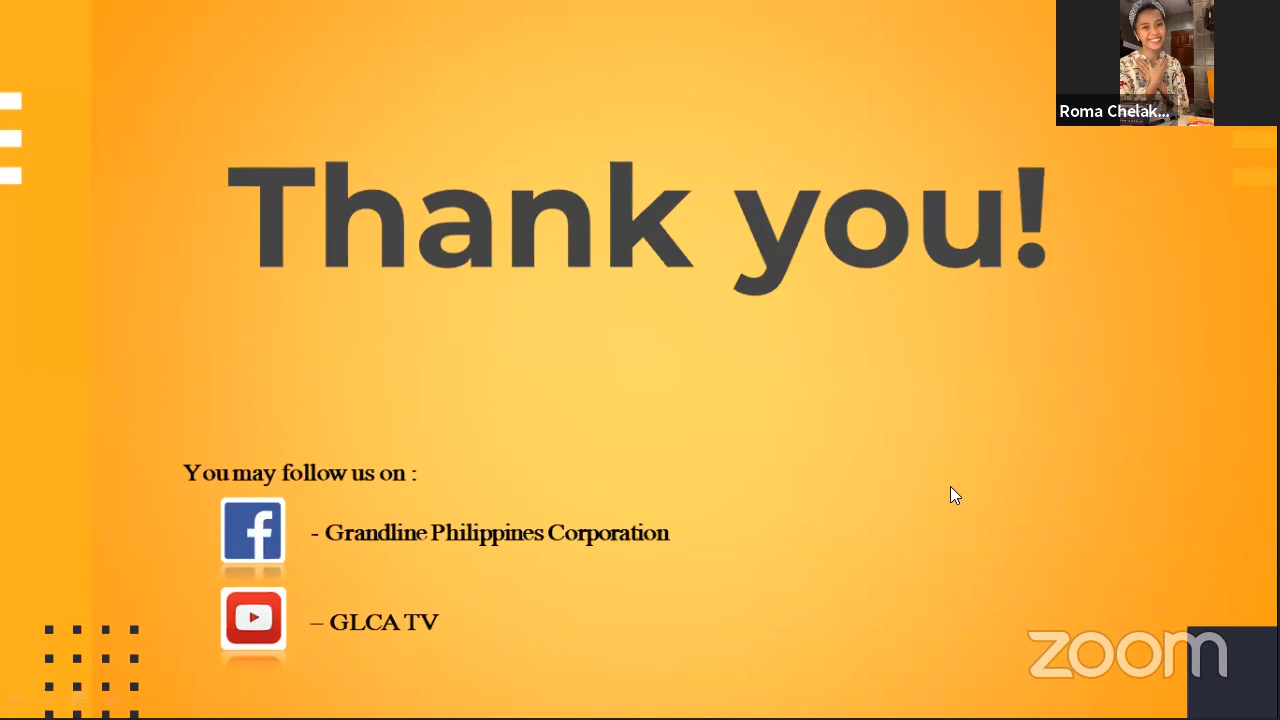 Roma Chelak...
Thank you!
You may follow us on :
- Grandline Philippines Corporation
– GLCA TV
zoom